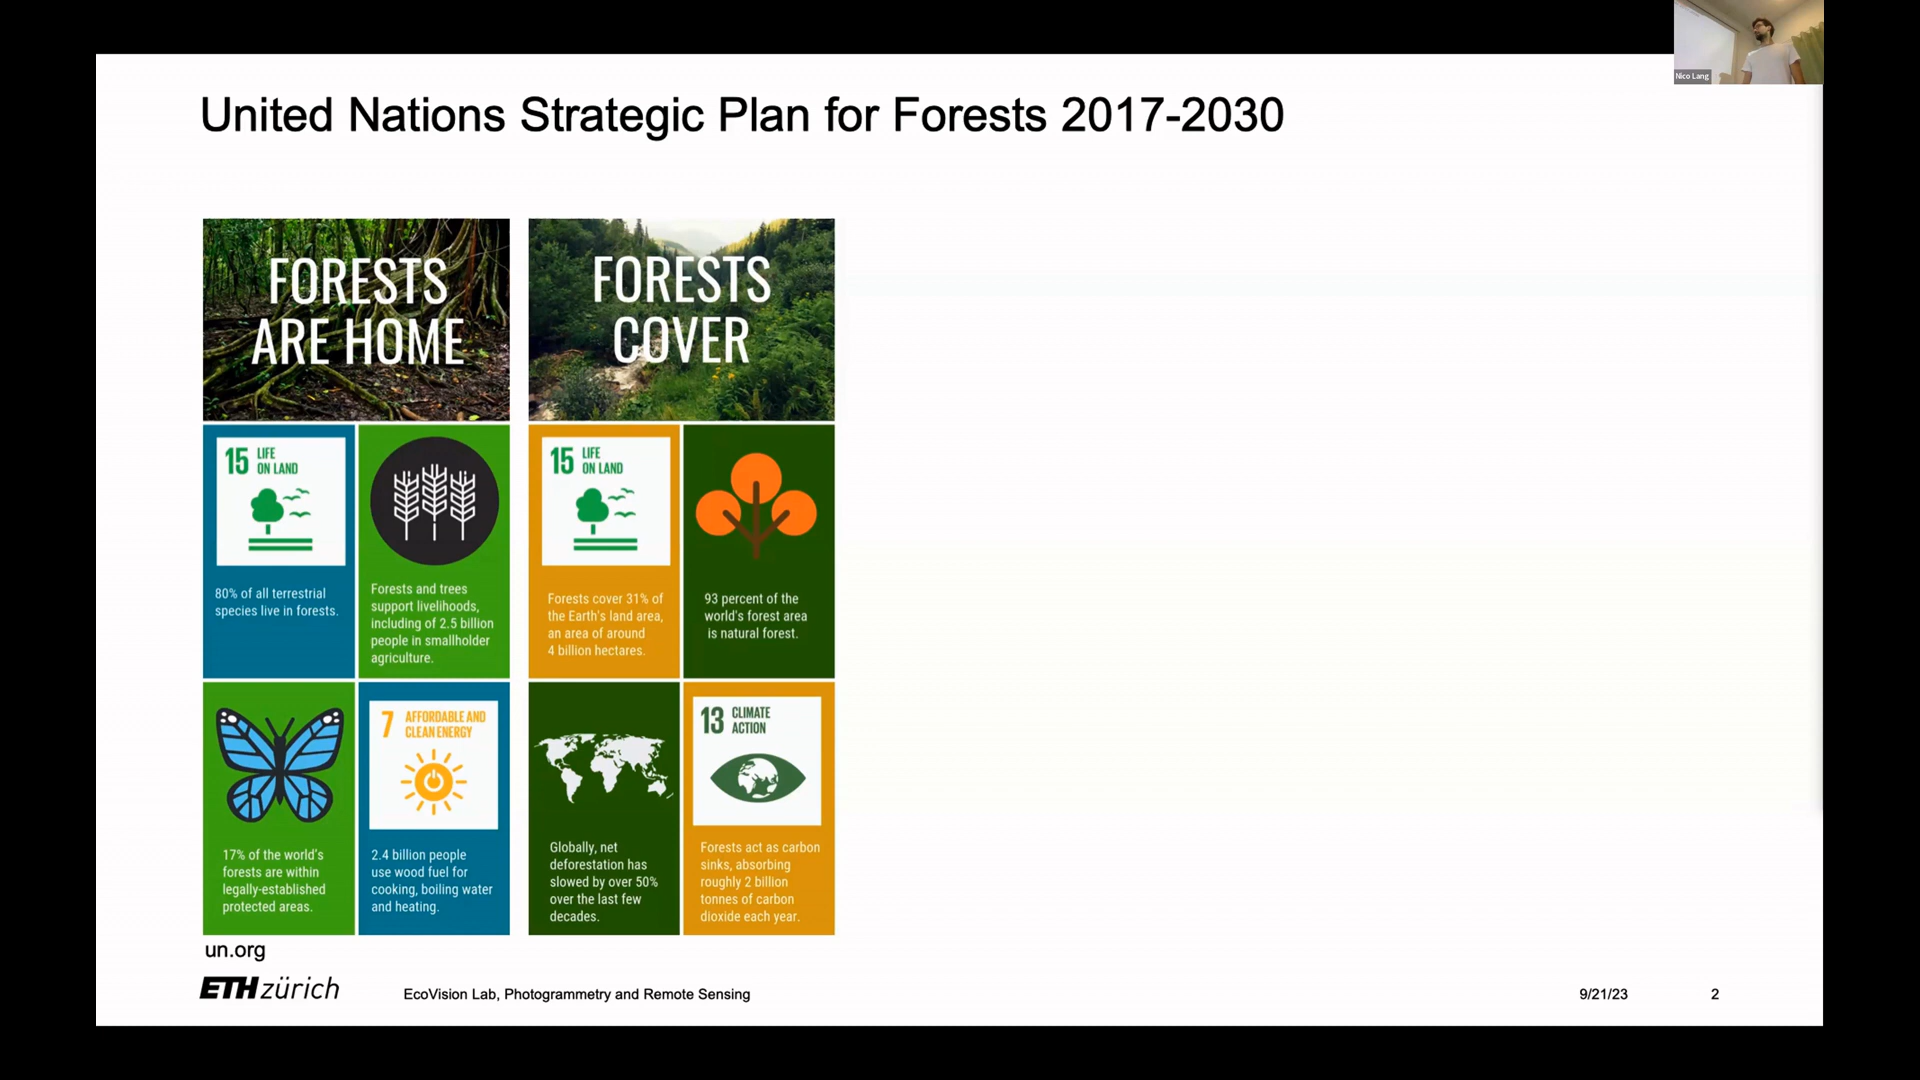 Nico Lang
United Nations Strategic Plan for Forests 2017-2030
FORESTS
ARE HOME
15 LIFE
ON LAND
80% of all terrestrial
species live in forests.
Forests and trees
support livelihoods,
including of 2.5 billion
people in smallholder
agriculture.
17% of the world's
forests are within
legally-established
protected areas.
7 AFFORDABLE AND
CLEAN ENERGY
2.4 billion people
use wood fuel for
cooking, boiling water
and heating.
FORESTS
COVER
15 LIFE
ON LAND
Forests cover 31% of
the Earth's land area,
an area of around
4 billion hectares.
93 percent of the
world's forest area
is natural forest.
Globally, net
deforestation has
slowed by over 50%
over the last few
decades.
13 CLIMATE
ACTION
Forests act as carbon
sinks, absorbing
roughly 2 billion
tonnes of carbon
dioxide each year.
un.org
ETH zürich
EcoVision Lab, Photogrammetry and Remote Sensing
9/21/23
2